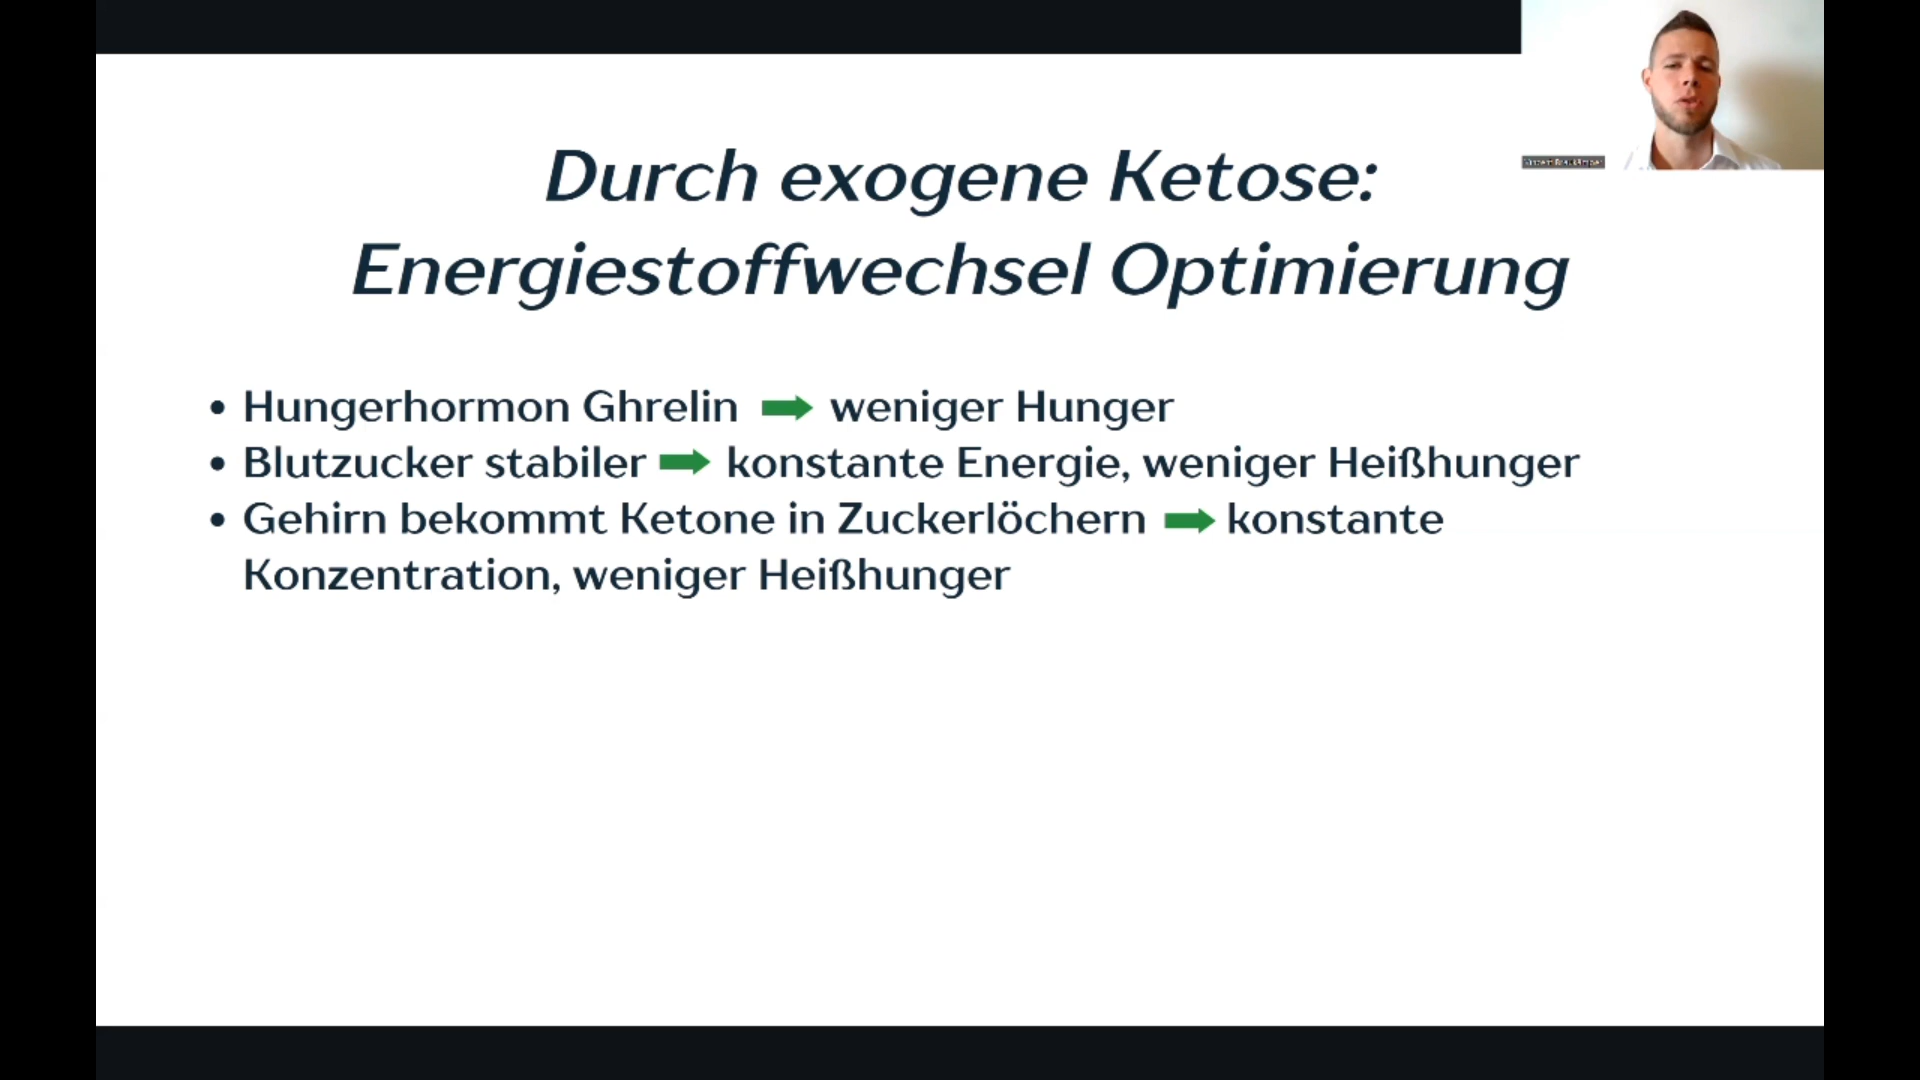 Durch exogene Ketose:
Energiestoffwechsel Optimierung
• Hungerhormon Ghrelin ➡ weniger Hunger
• Blutzucker stabiler ➡ konstante Energie, weniger Heißhunger
• Gehirn bekommt Ketone in Zuckerlöchern ➡ konstante
Konzentration, weniger Heißhunger